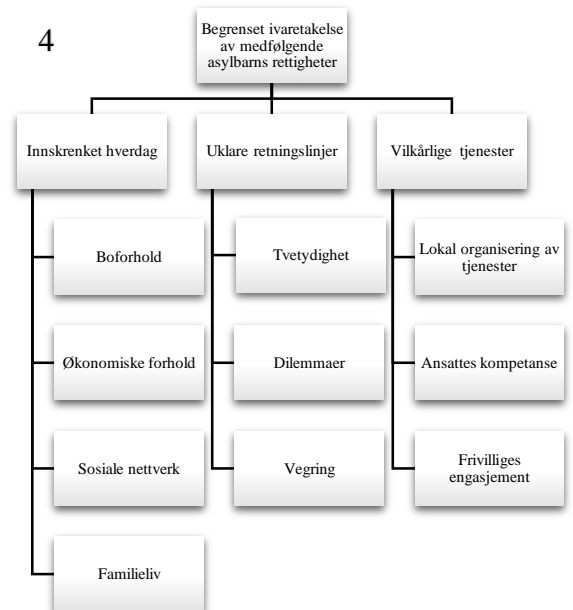 4
Begrenset ivaretakelse
av medfølgende
asylbarns rettigheter
Innskrenket hverdag
Uklare retningslinjer
Vilkårlige tjenester
Boforhold
Økonomiske forhold
Sosiale nettverk
Familieliv
Tvetydighet
Dilemmaer
Vegring
Lokal organisering av
tjenester
Ansattes kompetanse
Frivilliges
engasjement